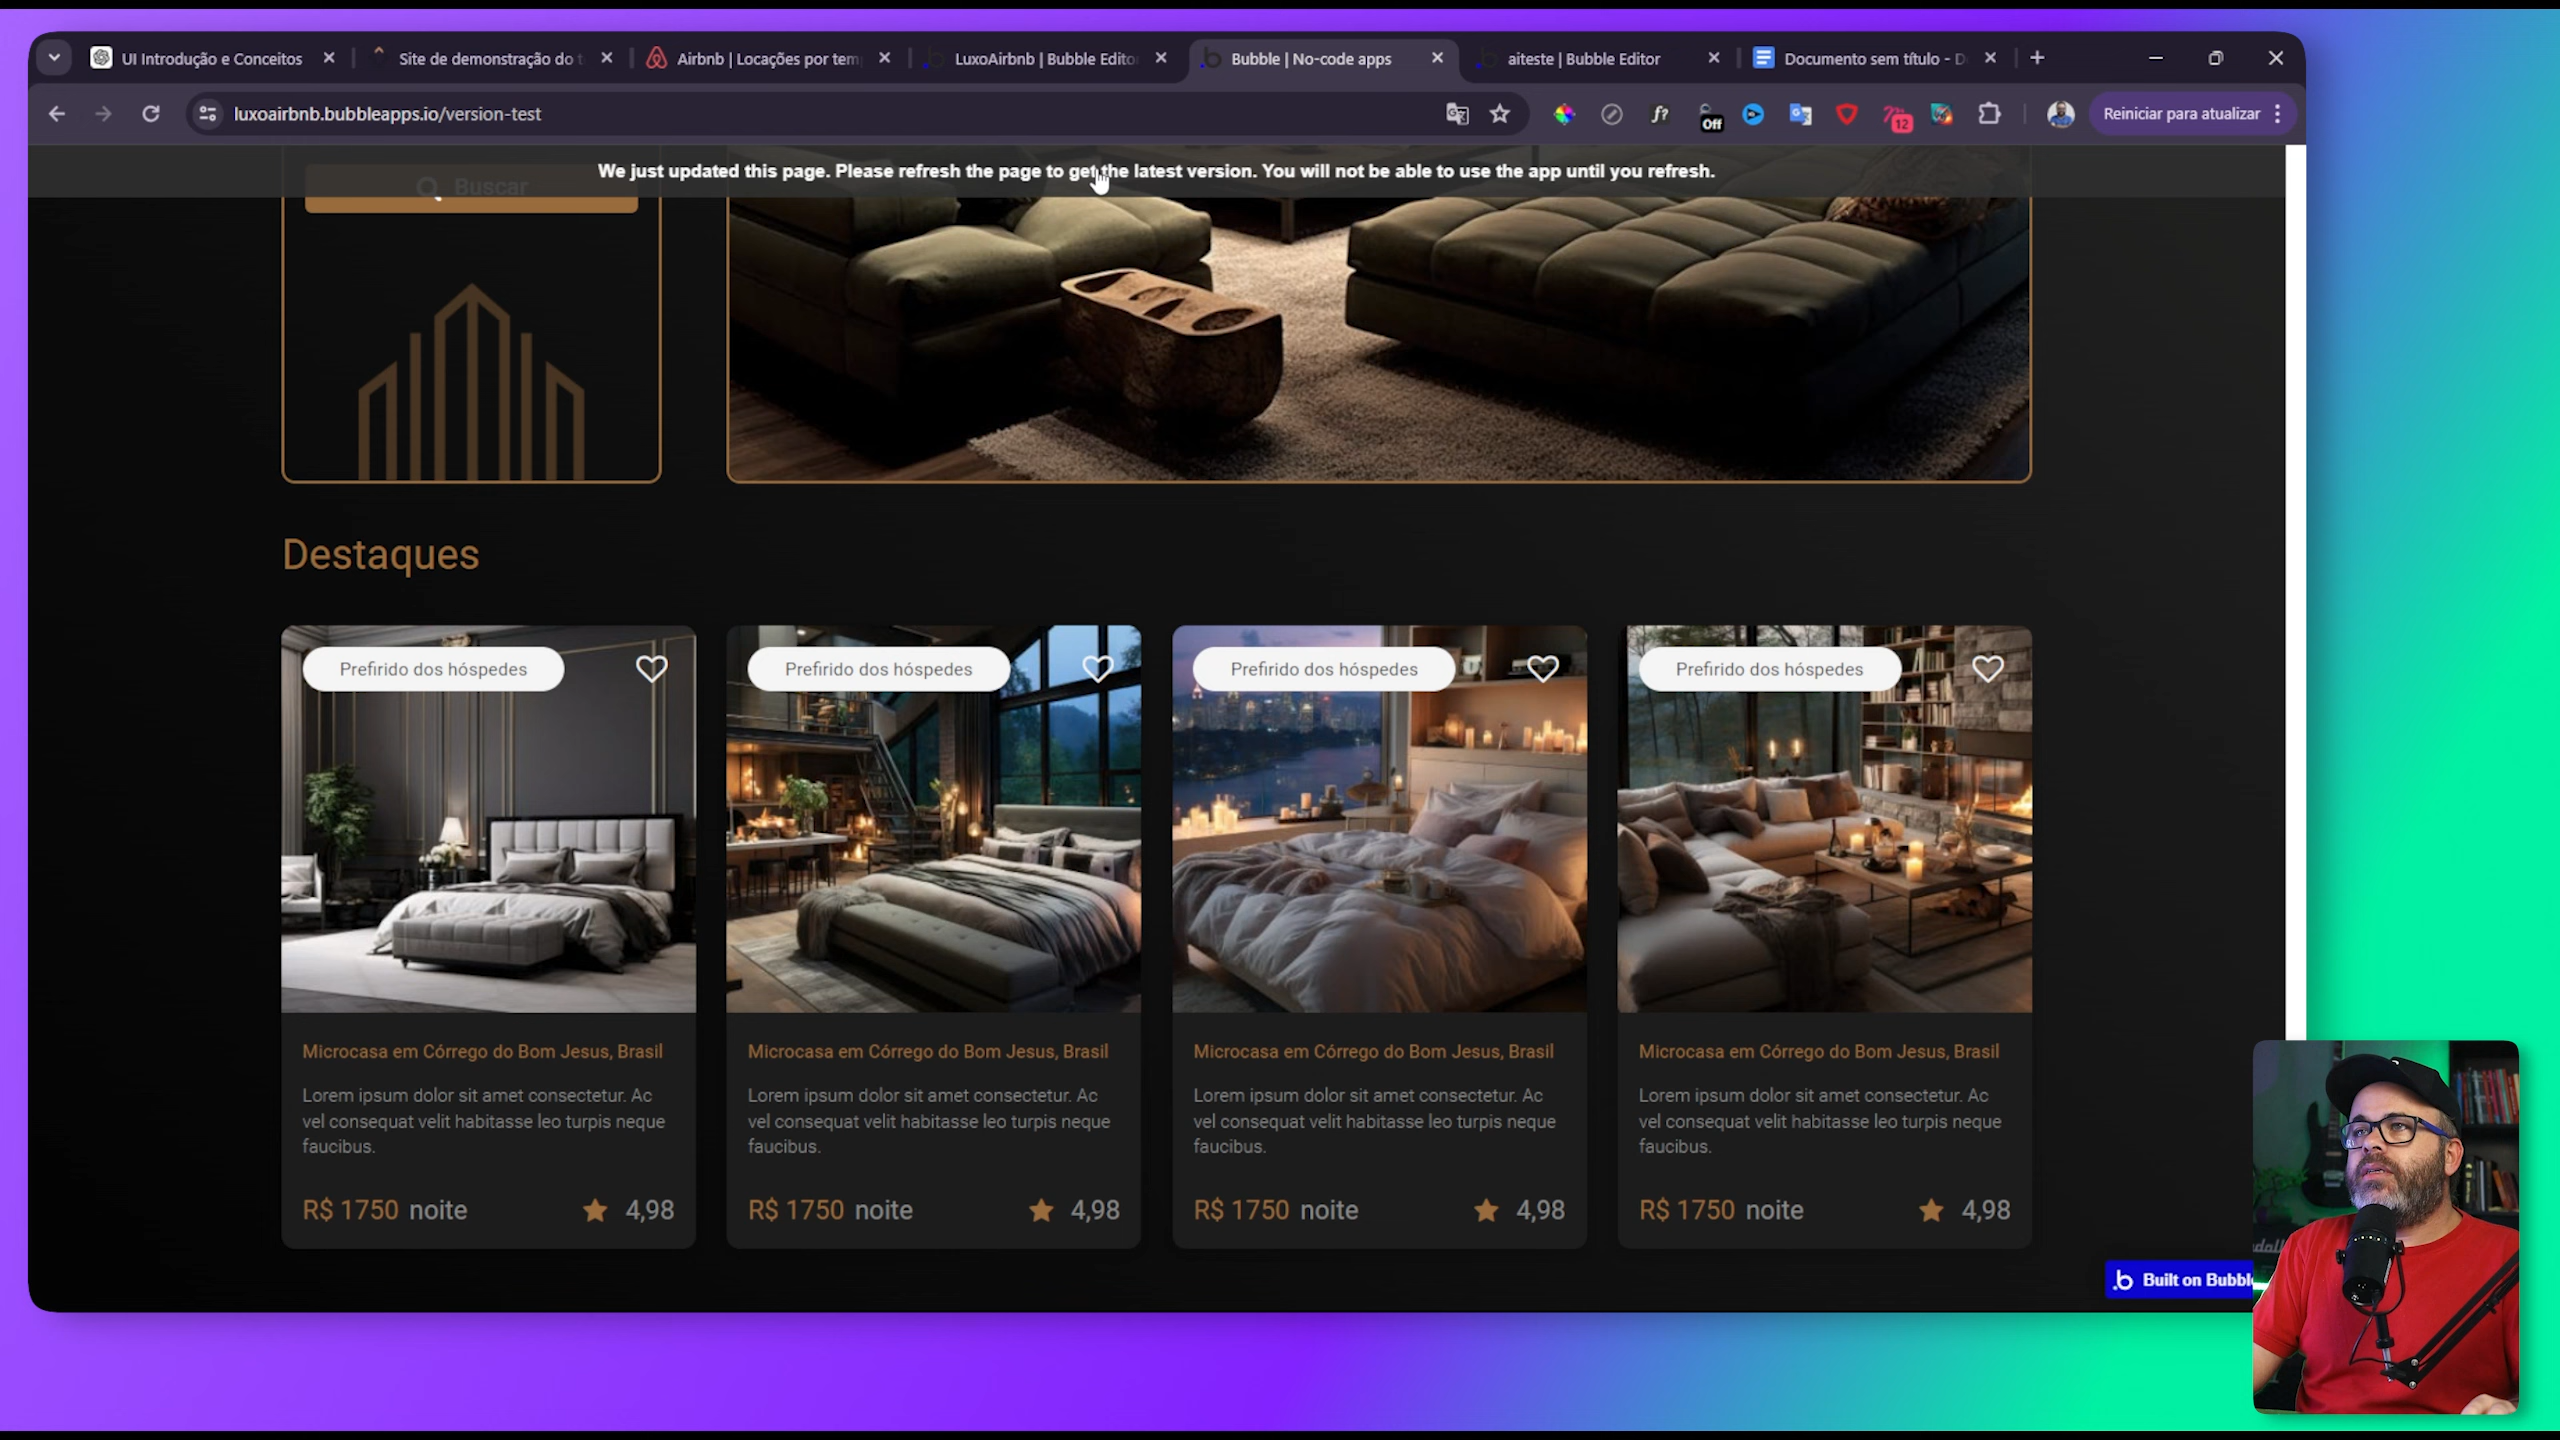 UI Introdução e Conceitos
Site de demonstração do t
Airbnb | Locações por tem
LuxoAirbnb | Bubble Edito
Bubble | No-code apps
aiteste | Bubble Editor
Documento sem título - D
luxoairbnb.bubbleapps.io/version-test
f?
Off
12
Reiniciar para atualizar
We just updated this page. Please refresh the page to get the latest version. You will not be able to use the app until you refresh.
Buscar
Destaques
Prefirido dos hóspedes
Prefirido dos hóspedes
Prefirido dos hóspedes
Prefirido dos hóspedes
Microcasa em Córrego do Bom Jesus, Brasil
Lorem ipsum dolor sit amet consectetur. Ac
vel consequat velit habitasse leo turpis neque
faucibus.
R$ 1750 noite 4,98
Microcasa em Córrego do Bom Jesus, Brasil
Lorem ipsum dolor sit amet consectetur. Ac
vel consequat velit habitasse leo turpis neque
faucibus.
R$ 1750 noite 4,98
Microcasa em Córrego do Bom Jesus, Brasil
Lorem ipsum dolor sit amet consectetur. Ac
vel consequat velit habitasse leo turpis neque
faucibus.
R$ 1750 noite 4,98
Microcasa em Córrego do Bom Jesus, Brasil
Lorem ipsum dolor sit amet consectetur. Ac
vel consequat velit habitasse leo turpis neque
faucibus.
R$ 1750 noite 4,98
Built on Bubble